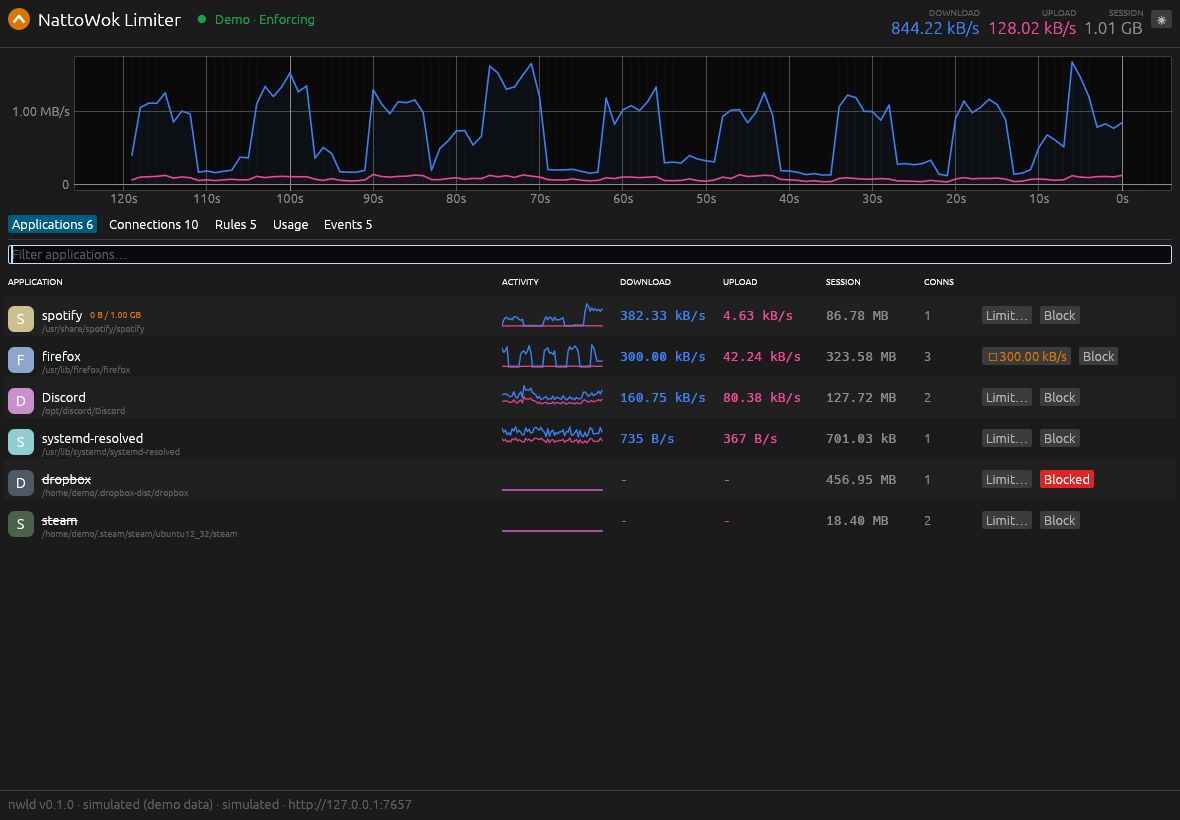 NattoWok Limiter
Demo · Enforcing
DOWNLOAD UPLOAD SESSION
844.22 kB/s 128.02 kB/s 1.01 GB
1.00 MB/s
0
120s 110s 100s 90s 80s 70s 60s 50s 40s 30s 20s 10s 0s
Applications 6 Connections 10 Rules 5 Usage Events 5
Filter applications...
APPLICATION ACTIVITY DOWNLOAD UPLOAD SESSION CONNS
S spotify 0 B / 1.00 GB 382.33 kB/s 4.63 kB/s 86.78 MB 1 Limit... Block
/usr/share/spotify/spotify
F firefox 300.00 kB/s 42.24 kB/s 323.58 MB 3 □300.00 kB/s Block
/usr/lib/firefox/firefox
D Discord 160.75 kB/s 80.38 kB/s 127.72 MB 2 Limit... Block
/opt/discord/Discord
S systemd-resolved 735 B/s 367 B/s 701.03 kB 1 Limit... Block
/usr/lib/systemd/systemd-resolved
D dropbox - - 456.95 MB 1 Limit... Blocked
/home/demo/.dropbox-dist/dropbox
S steam - - 18.40 MB 2 Limit... Block
/home/demo/.steam/steam/ubuntu12_32/steam
nwld v0.1.0 · simulated (demo data) · simulated · http://127.0.0.1:7657